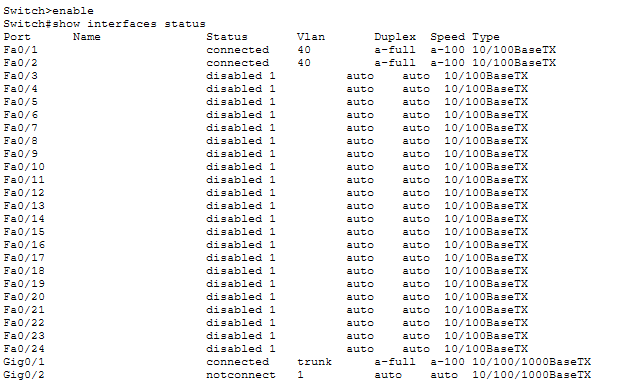 Switch>enable
Switch#show interfaces status
Port Name Status Vlan Duplex Speed Type
Fa0/1 connected 40 a-full a-100 10/100BaseTX
Fa0/2 connected 40 a-full a-100 10/100BaseTX
Fa0/3 disabled 1 auto auto 10/100BaseTX
Fa0/4 disabled 1 auto auto 10/100BaseTX
Fa0/5 disabled 1 auto auto 10/100BaseTX
Fa0/6 disabled 1 auto auto 10/100BaseTX
Fa0/7 disabled 1 auto auto 10/100BaseTX
Fa0/8 disabled 1 auto auto 10/100BaseTX
Fa0/9 disabled 1 auto auto 10/100BaseTX
Fa0/10 disabled 1 auto auto 10/100BaseTX
Fa0/11 disabled 1 auto auto 10/100BaseTX
Fa0/12 disabled 1 auto auto 10/100BaseTX
Fa0/13 disabled 1 auto auto 10/100BaseTX
Fa0/14 disabled 1 auto auto 10/100BaseTX
Fa0/15 disabled 1 auto auto 10/100BaseTX
Fa0/16 disabled 1 auto auto 10/100BaseTX
Fa0/17 disabled 1 auto auto 10/100BaseTX
Fa0/18 disabled 1 auto auto 10/100BaseTX
Fa0/19 disabled 1 auto auto 10/100BaseTX
Fa0/20 disabled 1 auto auto 10/100BaseTX
Fa0/21 disabled 1 auto auto 10/100BaseTX
Fa0/22 disabled 1 auto auto 10/100BaseTX
Fa0/23 disabled 1 auto auto 10/100BaseTX
Fa0/24 disabled 1 auto auto 10/100BaseTX
Gig0/1 connected trunk a-full a-100 10/100/1000BaseTX
Gig0/2 notconnect 1 auto auto 10/100/1000BaseTX